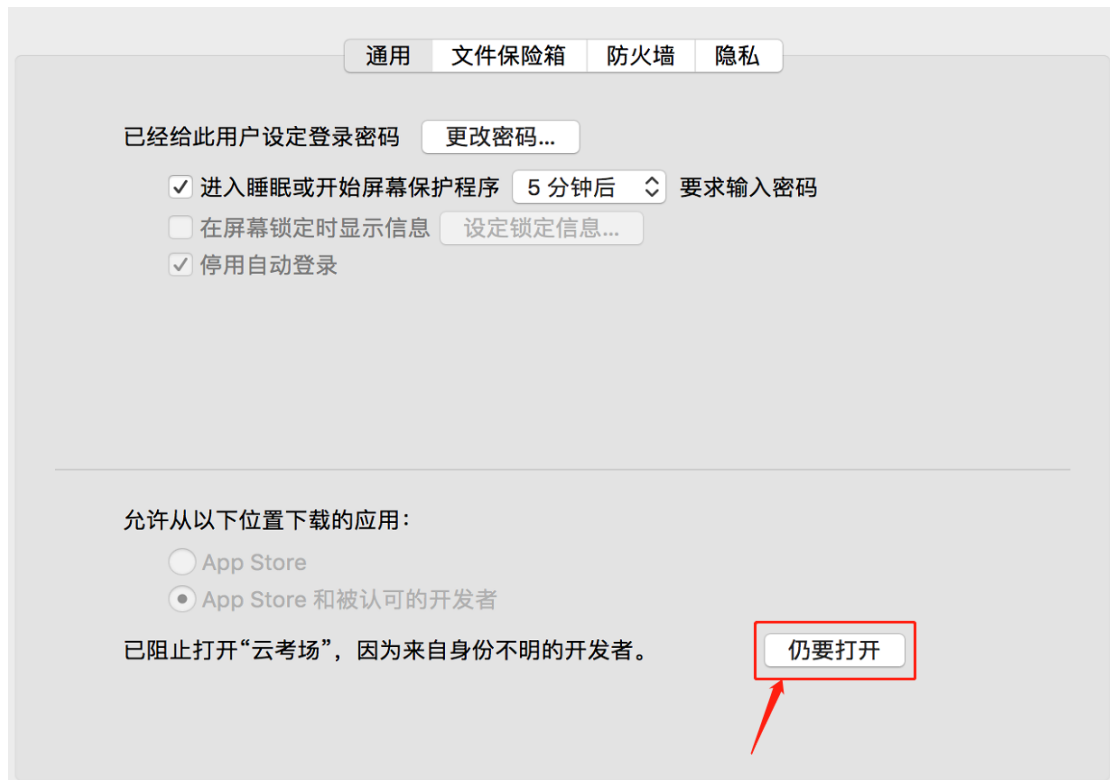 通用 文件保险箱 防火墙 隐私
已经给此用户设定登录密码 更改密码...
进入睡眠或开始屏幕保护程序 5 分钟后 要求输入密码
在屏幕锁定时显示信息 设定锁定信息...
停用自动登录
允许从以下位置下载的应用：
App Store
App Store 和被认可的开发者
已阻止打开“云考场”，因为来自身份不明的开发者。 仍要打开